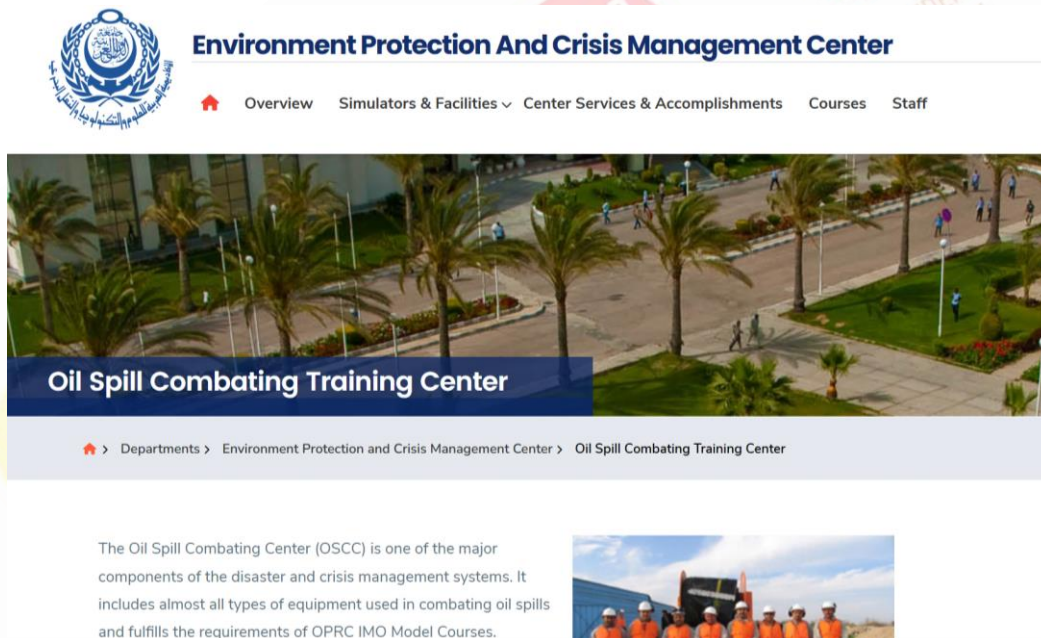 Environment Protection And Crisis Management Center
Overview Simulators & Facilities Center Services & Accomplishments Courses Staff
Oil Spill Combating Training Center
> Departments > Environment Protection and Crisis Management Center > Oil Spill Combating Training Center
The Oil Spill Combating Center (OSCC) is one of the major
components of the disaster and crisis management systems. It
includes almost all types of equipment used in combating oil spills
and fulfills the requirements of OPRC IMO Model Courses.